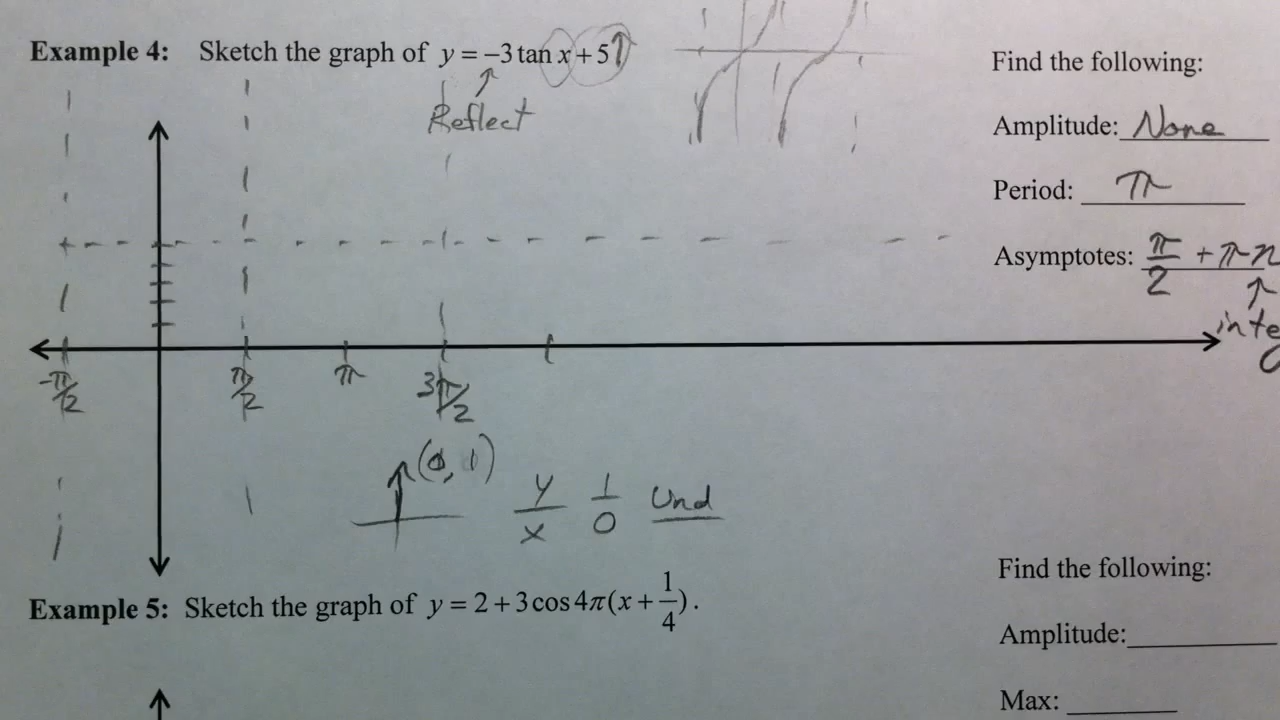 Example 4: Sketch the graph of y = −3 tan x + 5 ↑
Reflect
Find the following:
Amplitude: None
Period: π
Asymptotes: π/2 + πn
↑
-π/2 π/2 π 3π/2
(0, 1)
y/x 1/0 Und
Example 5: Sketch the graph of y = 2 + 3 cos 4π(x + 1/4).
Find the following:
Amplitude:
Max: